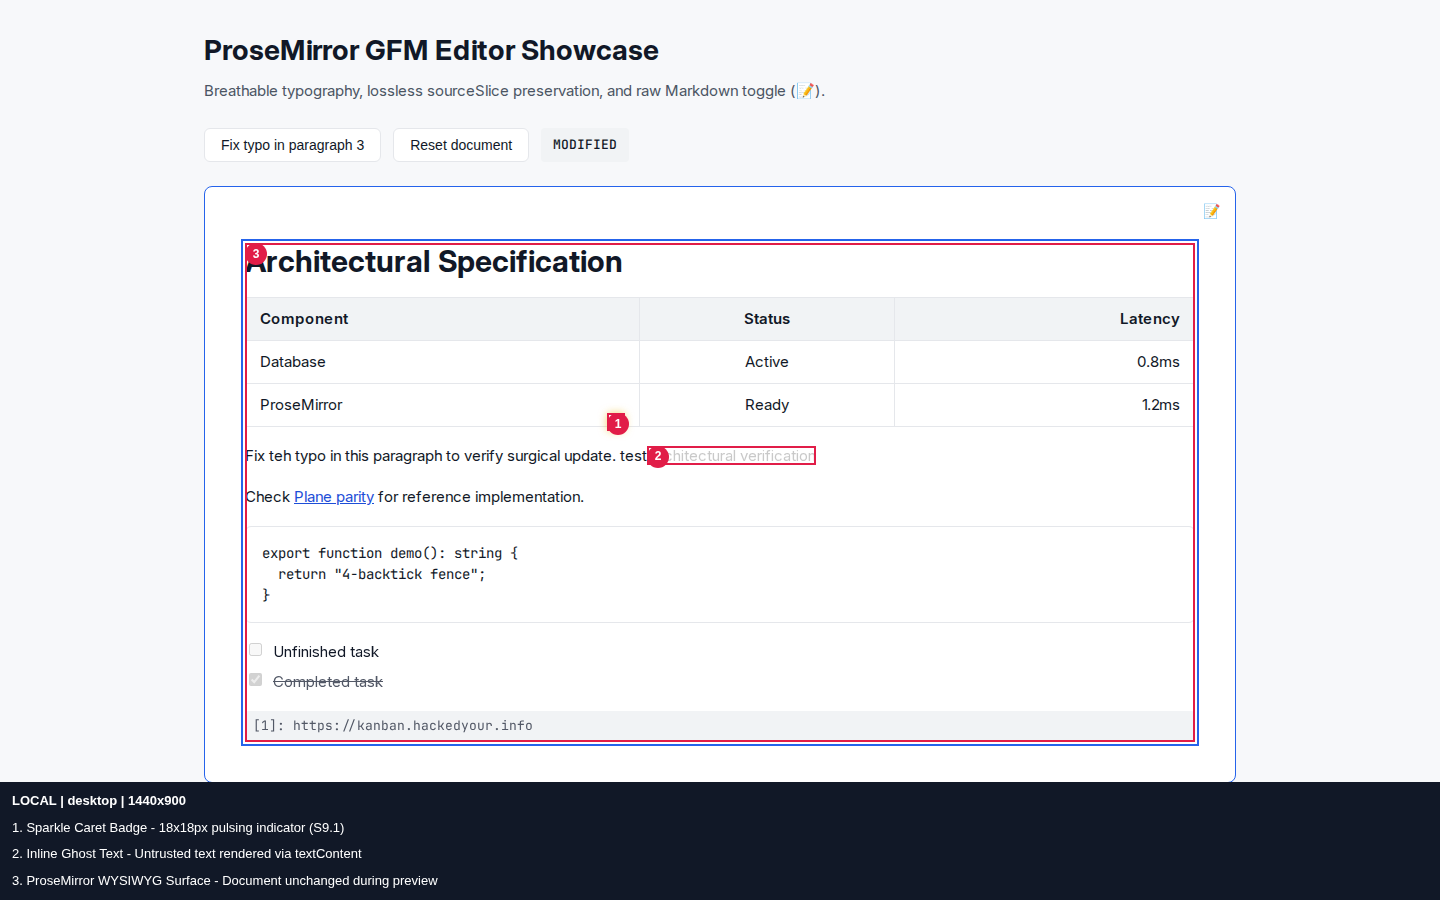 ProseMirror GFM Editor Showcase
Breathable typography, lossless sourceSlice preservation, and raw Markdown toggle (📝).
Fix typo in paragraph 3
Reset document
MODIFIED
3
Architectural Specification
Component Status Latency
Database Active 0.8ms
ProseMirror Ready 1.2ms
1
Fix teh typo in this paragraph to verify surgical update. test 2 hitectural verification
Check Plane parity for reference implementation.
export function demo(): string {
return "4-backtick fence";
}
Unfinished task
Completed task
[1]: https://kanban.hackedyour.info
LOCAL | desktop | 1440x900
1. Sparkle Caret Badge - 18x18px pulsing indicator (S9.1)
2. Inline Ghost Text - Untrusted text rendered via textContent
3. ProseMirror WYSIWYG Surface - Document unchanged during preview